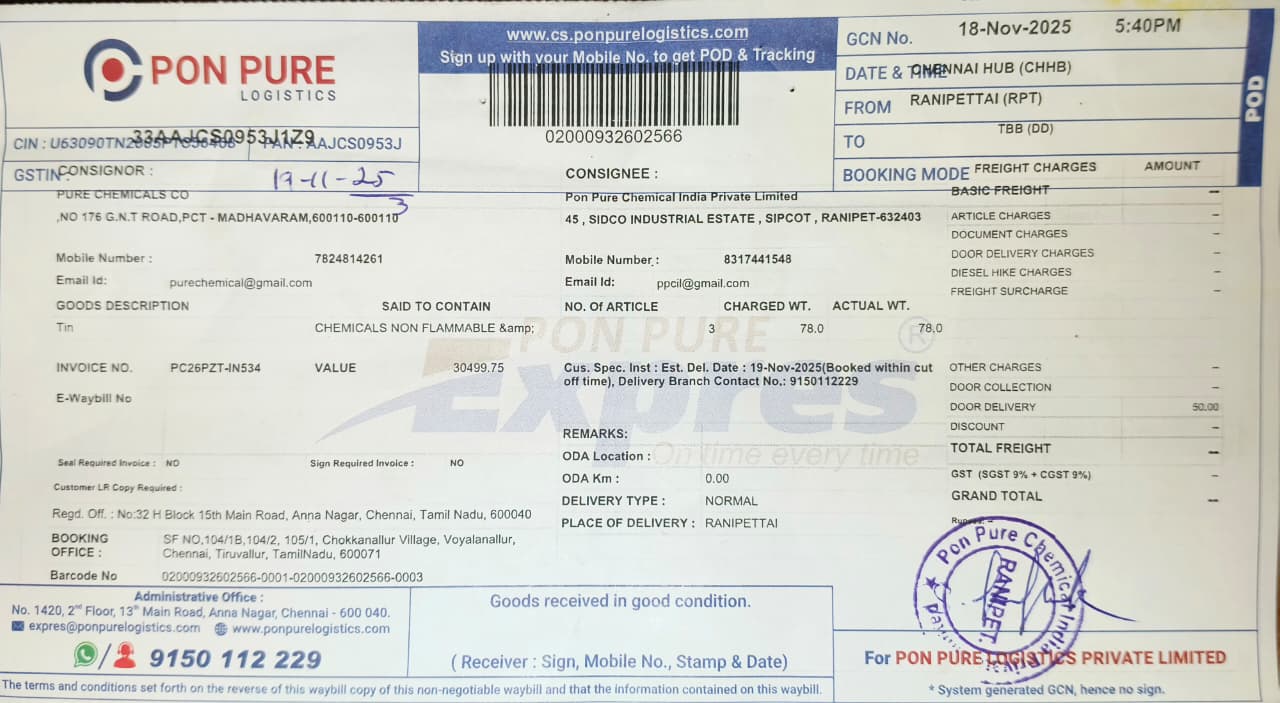 PON PURE
LOGISTICS
www.cs.ponpurelogistics.com
Sign up with your Mobile No. to get POD & Tracking
02000932602566
GCN No. 18-Nov-2025 5:40PM
DATE & TIME CHENNAI HUB (CHHB)
FROM RANIPETTAI (RPT)
TO TBB (DD)
BOOKING MODE
POD
CIN : PAN : AAJCS0953J
33AAJCS0953J1Z9
GSTIN
19-11-25
3
CONSIGNOR :
PURE CHEMICALS CO
,NO 176 G.N.T ROAD,PCT - MADHAVARAM,600110-600110
Mobile Number : 7824814261
Email Id: purechemical@gmail.com
CONSIGNEE :
Pon Pure Chemical India Private Limited
45 , SIDCO INDUSTRIAL ESTATE , SIPCOT , RANIPET-632403
Mobile Number : 8317441548
Email Id: ppcil@gmail.com
FREIGHT CHARGES AMOUNT
BASIC FREIGHT --
ARTICLE CHARGES --
DOCUMENT CHARGES --
DOOR DELIVERY CHARGES --
DIESEL HIKE CHARGES --
FREIGHT SURCHARGE --
GOODS DESCRIPTION SAID TO CONTAIN NO. Of ARTICLE CHARGED WT. ACTUAL WT.
Tin CHEMICALS NON FLAMMABLE &amp; 3 78.0 78.0
PON PURE
Expres ®
On time every time
INVOICE NO. PC26PZT-IN534 VALUE 30499.75
E-Waybill No
Cus. Spec. Inst : Est. Del. Date : 19-Nov-2025(Booked within cut
off time), Delivery Branch Contact No.: 9150112229
OTHER CHARGES --
DOOR COLLECTION --
DOOR DELIVERY 50.00
DISCOUNT --
TOTAL FREIGHT --
GST (SGST 9% + CGST 9%) --
GRAND TOTAL --
Rupees: --
REMARKS:
ODA Location :
ODA Km : 0.00
DELIVERY TYPE : NORMAL
PLACE OF DELIVERY : RANIPETTAI
Seal Required Invoice : NO Sign Required Invoice : NO
Customer LR Copy Required :
Regd. Off. : No:32 H Block 15th Main Road, Anna Nagar, Chennai, Tamil Nadu, 600040
BOOKING OFFICE : SF NO,104/1B,104/2, 105/1, Chokkanallur Village, Voyalanallur,
Chennai, Tiruvallur, TamilNadu, 600071
Barcode No 02000932602566-0001-02000932602566-0003
Administrative Office :
No. 1420, 2nd Floor, 13th Main Road, Anna Nagar, Chennai - 600 040.
expres@ponpurelogistics.com www.ponpurelogistics.com
9150 112 229
Goods received in good condition.
( Receiver : Sign, Mobile No., Stamp & Date)
Pon Pure Chemical India Private Limited
RANIPET.
For PON PURE LOGISTICS PRIVATE LIMITED
* System generated GCN, hence no sign.
The terms and conditions set forth on the reverse of this waybill copy of this non-negotiable waybill and that the information contained on this waybill.